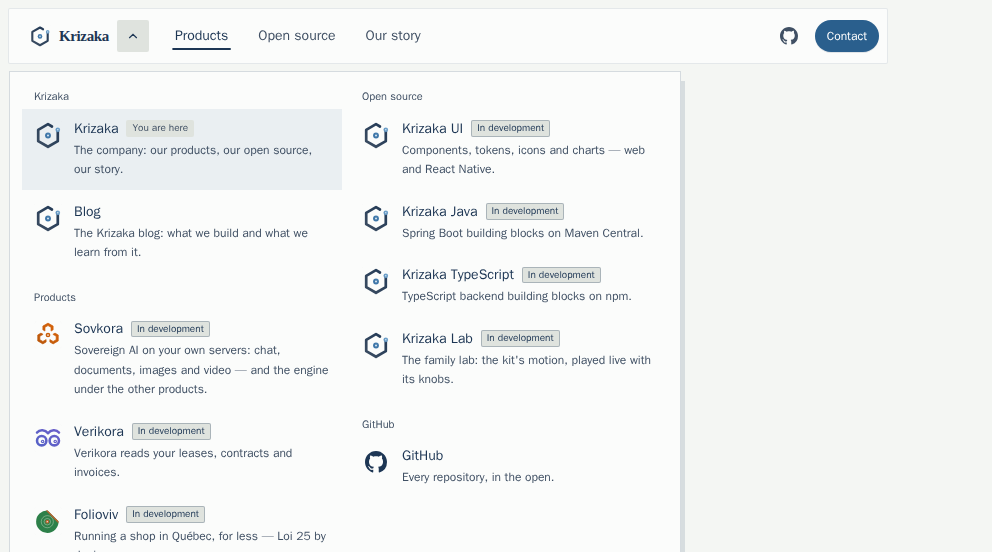 Krizaka
Products
Open source
Our story
Contact
Krizaka
Krizaka You are here
The company: our products, our open source,
our story.
Blog
The Krizaka blog: what we build and what we
learn from it.
Products
Sovkora In development
Sovereign AI on your own servers: chat,
documents, images and video — and the engine
under the other products.
Verikora In development
Verikora reads your leases, contracts and
invoices.
Folioviv In development
Running a shop in Québec, for less — Loi 25 by
Open source
Krizaka UI In development
Components, tokens, icons and charts — web
and React Native.
Krizaka Java In development
Spring Boot building blocks on Maven Central.
Krizaka TypeScript In development
TypeScript backend building blocks on npm.
Krizaka Lab In development
The family lab: the kit's motion, played live with
its knobs.
GitHub
GitHub
Every repository, in the open.